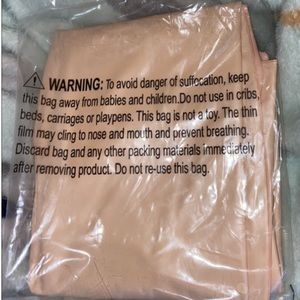 WARNING: To avoid danger of suffocation, keep
this bag away from babies and children.Do not use in cribs,
beds, carriages or playpens. This bag is not a toy. The thin
film may cling to nose and mouth and prevent breathing.
Discard bag and any other packing materials immediately
after removing product. Do not re-use this bag.